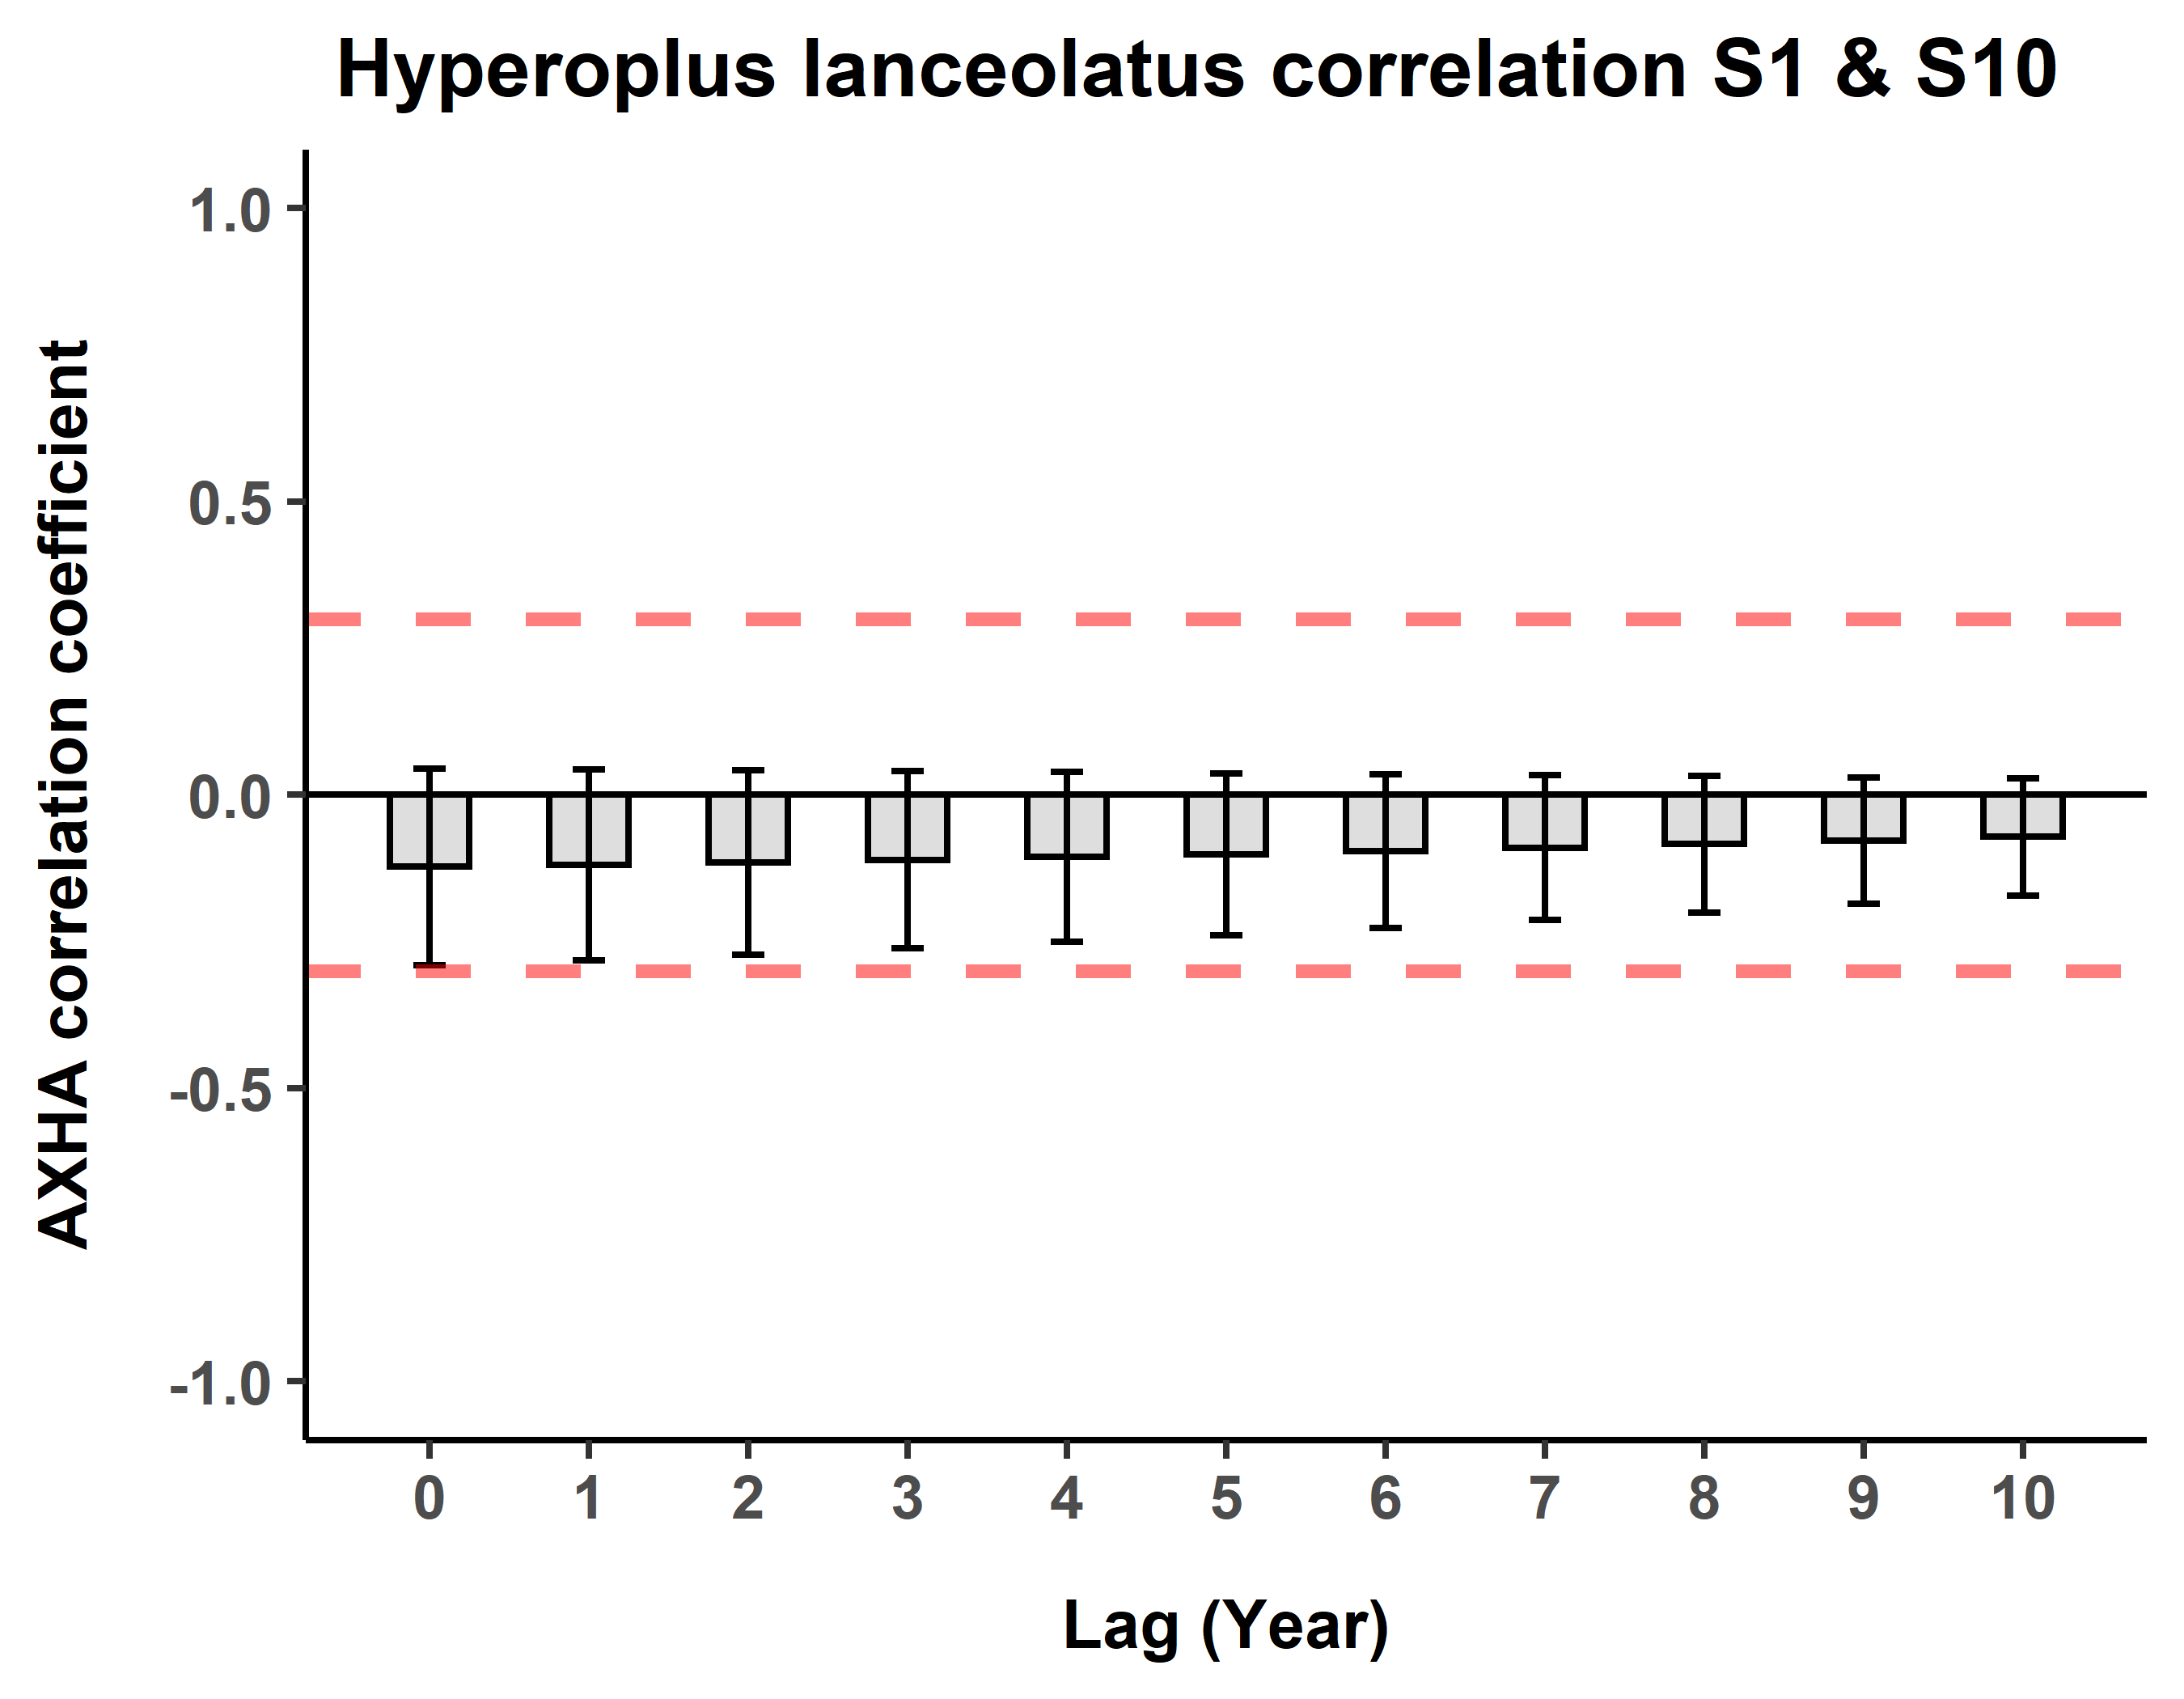 Hyperoplus lanceolatus correlation S1 & S10
AXHA correlation coefficient
1.0
0.5
0.0
-0.5
-1.0
0 1 2 3 4 5 6 7 8 9 10
Lag (Year)